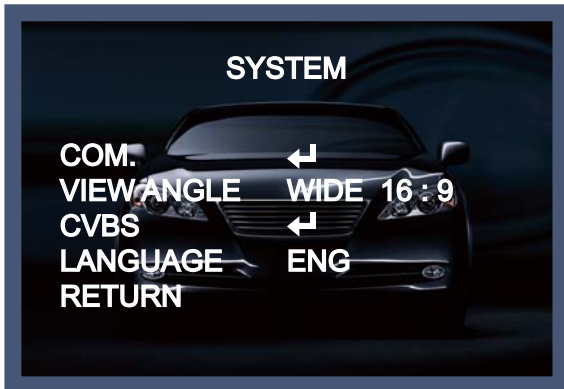 SYSTEM
COM. ↵
VIEW ANGLE WIDE 16 : 9
CVBS ↵
LANGUAGE ENG
RETURN